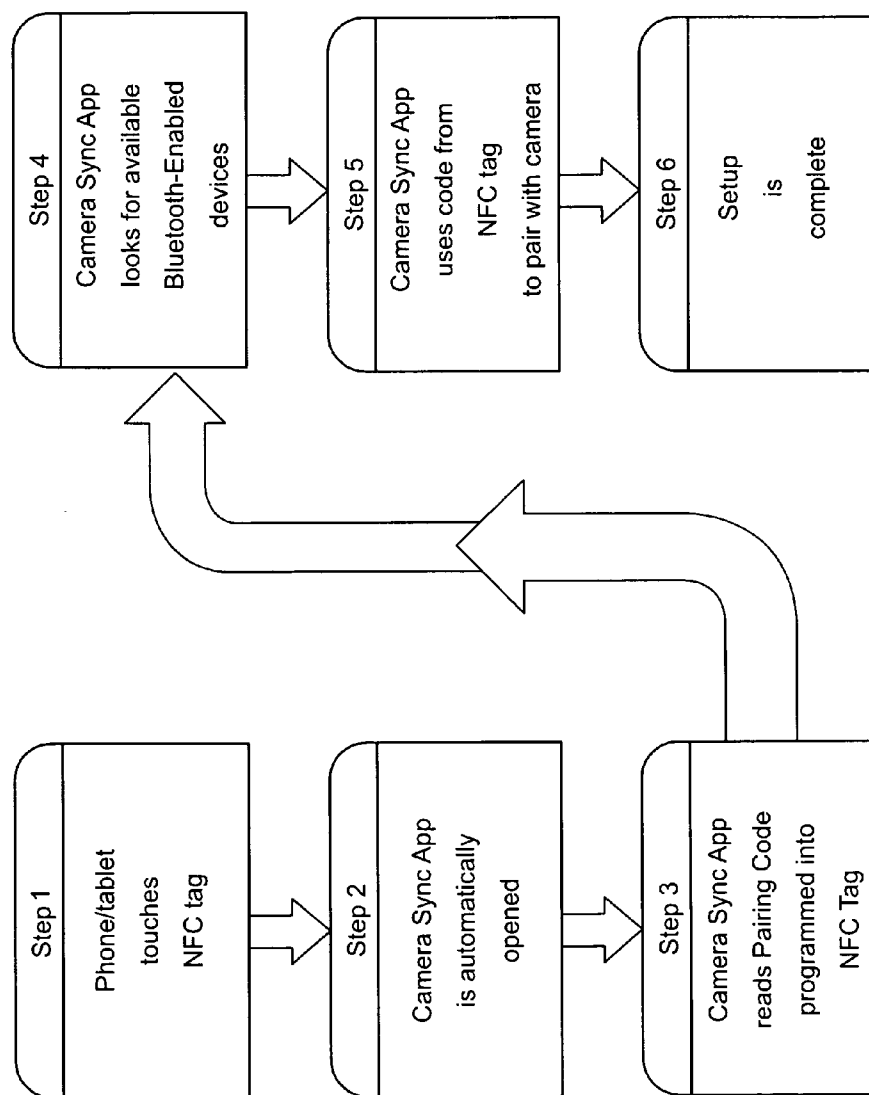 Step 1
Phone/tablet
touches
NFC tag
Step 2
Camera Sync App
is automatically
opened
Step 3
Camera Sync App
reads Pairing Code
programmed into
NFC Tag
Step 4
Camera Sync App
looks for available
Bluetooth-Enabled
devices
Step 5
Camera Sync App
uses code from
NFC tag
to pair with camera
Step 6
Setup
is
complete